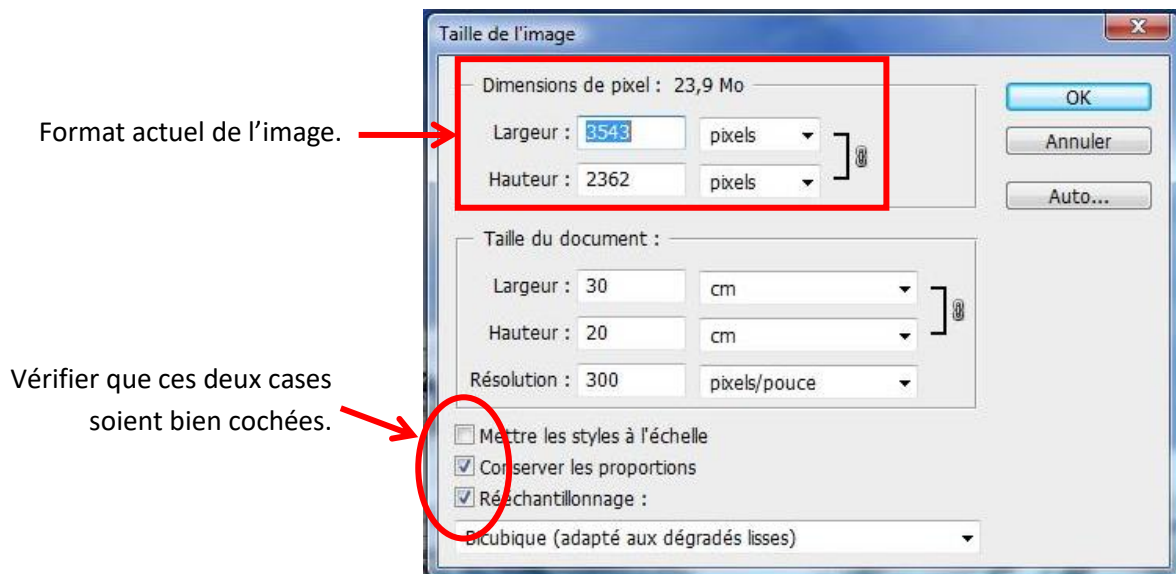 Taille de l'image
Dimensions de pixel : 23,9 Mo
OK
Format actuel de l’image.
Largeur : 3543 pixels
Annuler
Hauteur : 2362 pixels
Auto...
Taille du document :
Largeur : 30 cm
Hauteur : 20 cm
Vérifier que ces deux cases
soient bien cochées.
Résolution : 300 pixels/pouce
Mettre les styles à l'échelle
Conserver les proportions
Rééchantillonnage :
Bicubique (adapté aux dégradés lisses)